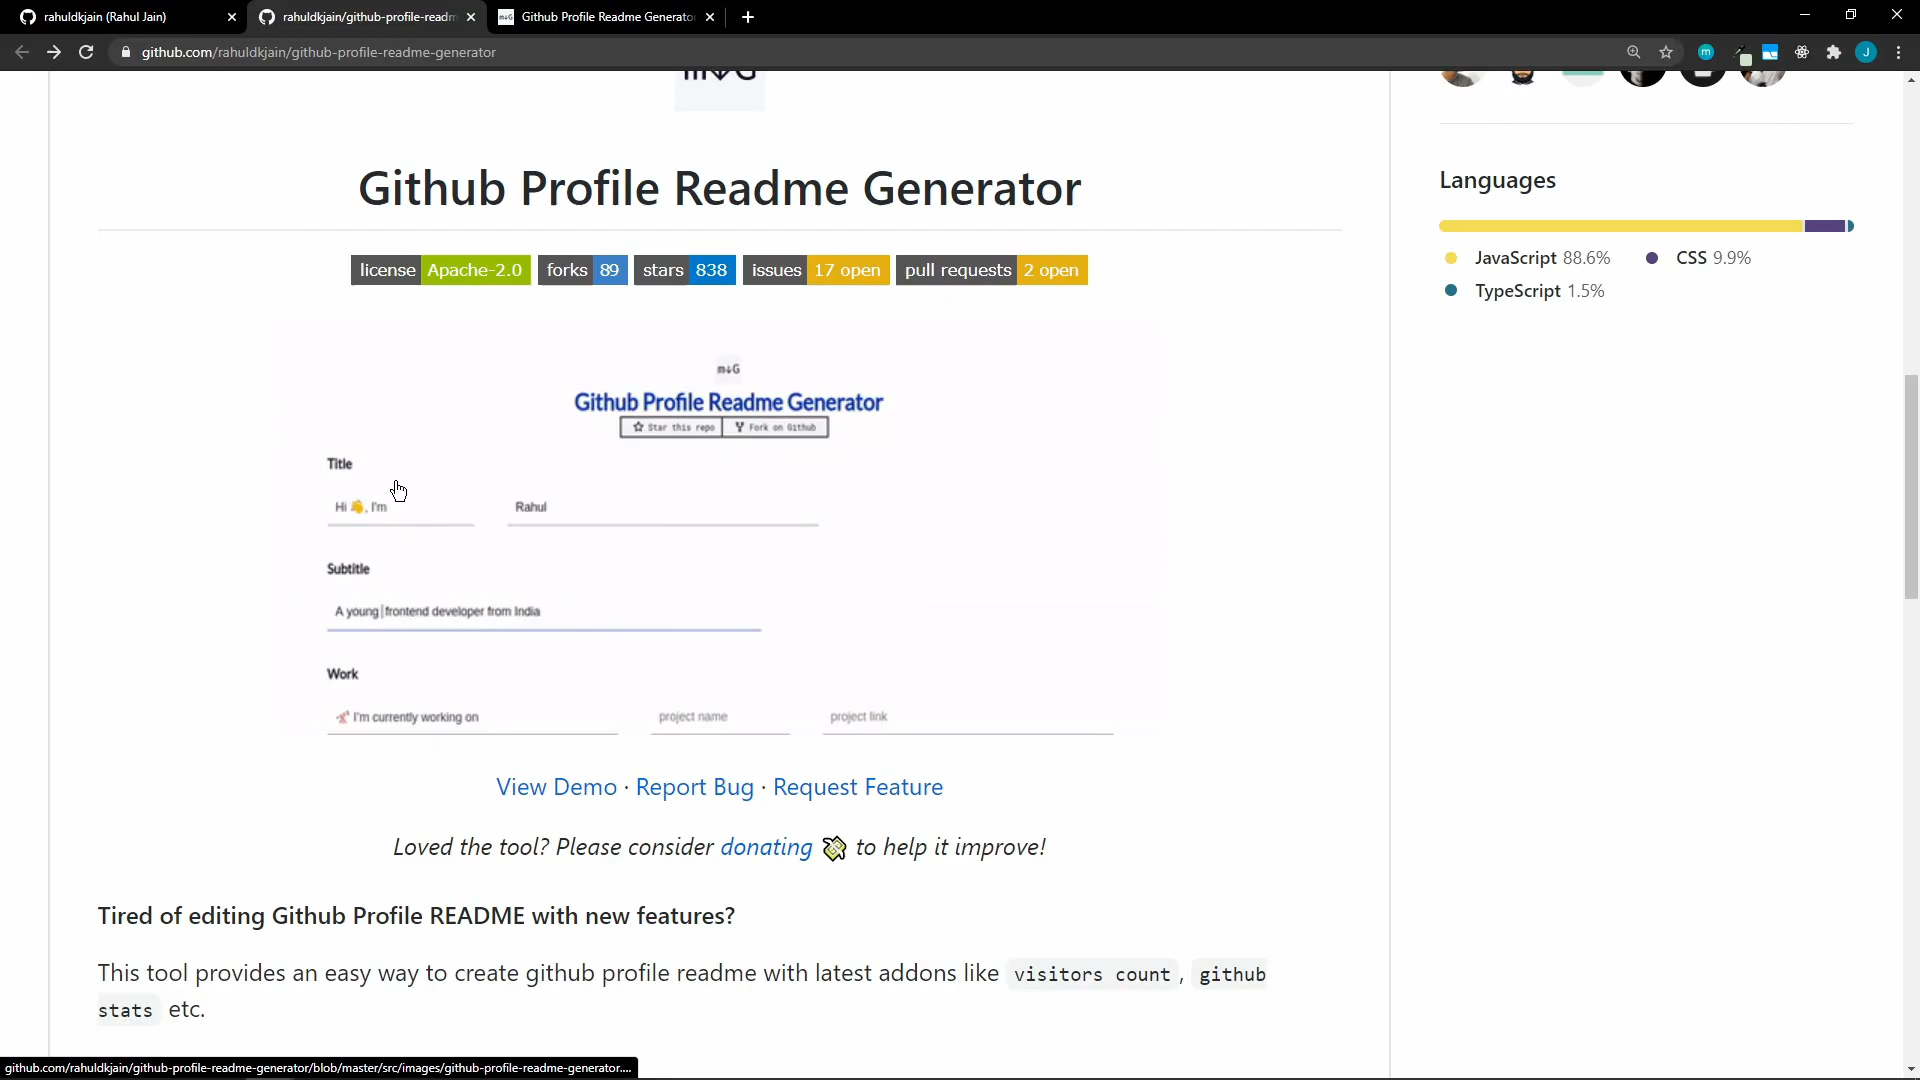 rahuldkjain (Rahul Jain)
rahuldkjain/github-profile-readm
m↓G
Github Profile Readme Generato
github.com/rahuldkjain/github-profile-readme-generator
m
J
m↓G
Github Profile Readme Generator
license Apache-2.0
forks 89
stars 838
issues 17 open
pull requests 2 open
m↓G
Github Profile Readme Generator
Star this repo
Fork on Github
Title
Hi 👋, I'm
Rahul
Subtitle
A young frontend developer from India
Work
🔭 I'm currently working on
project name
project link
View Demo · Report Bug · Request Feature
Loved the tool? Please consider donating 💸 to help it improve!
Tired of editing Github Profile README with new features?
This tool provides an easy way to create github profile readme with latest addons like visitors count , github
stats etc.
Languages
JavaScript 88.6%
CSS 9.9%
TypeScript 1.5%
github.com/rahuldkjain/github-profile-readme-generator/blob/master/src/images/github-profile-readme-generator....